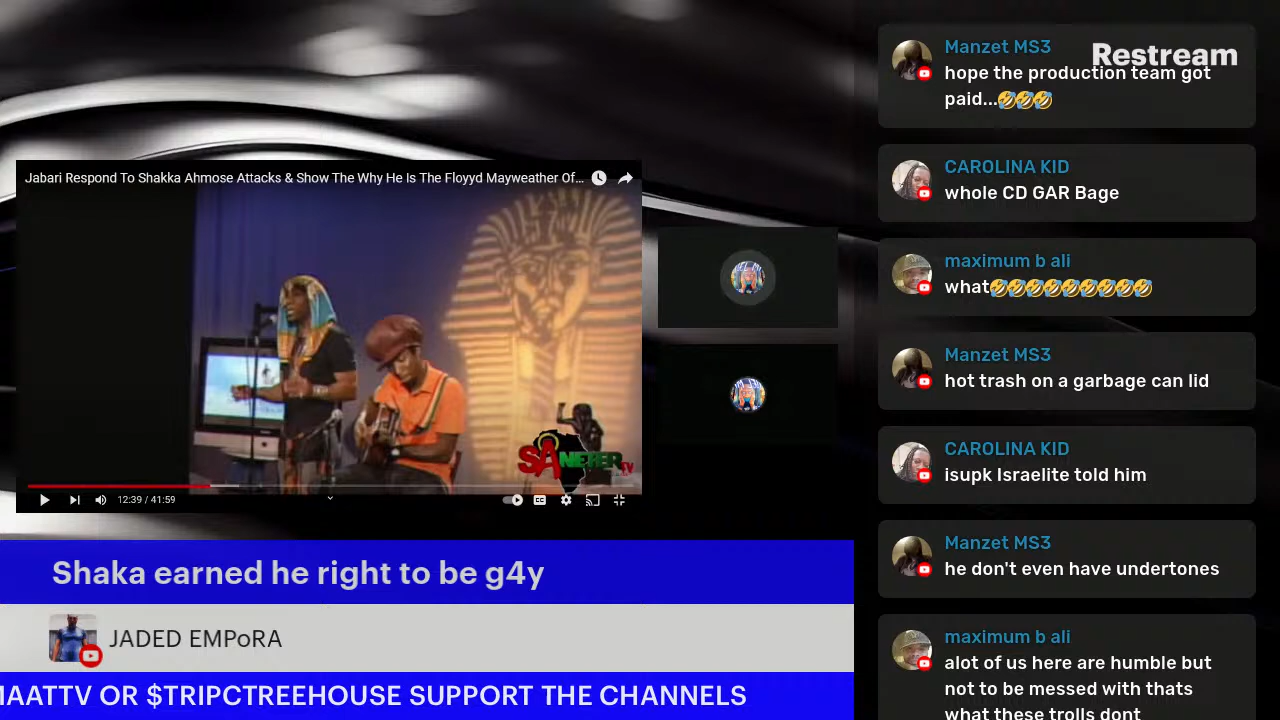 Manzet MS3
Restream
hope the production team got
paid...🤣🤣🤣
CAROLINA KID
whole CD GAR Bage
maximum b ali
what🤣🤣🤣🤣🤣🤣🤣🤣🤣
Manzet MS3
hot trash on a garbage can lid
CAROLINA KID
isupk Israelite told him
Manzet MS3
he don't even have undertones
maximum b ali
alot of us here are humble but
not to be messed with thats
what these trolls dont
Jabari Respond To Shakka Ahmose Attacks & Show The Why He Is The Floyyd Mayweather Of...
SANETER TV
12:39 / 41:59
CC
Shaka earned he right to be g4y
JADED EMPoRA
MAATTV OR $TRIPCTREEHOUSE SUPPORT THE CHANNELS